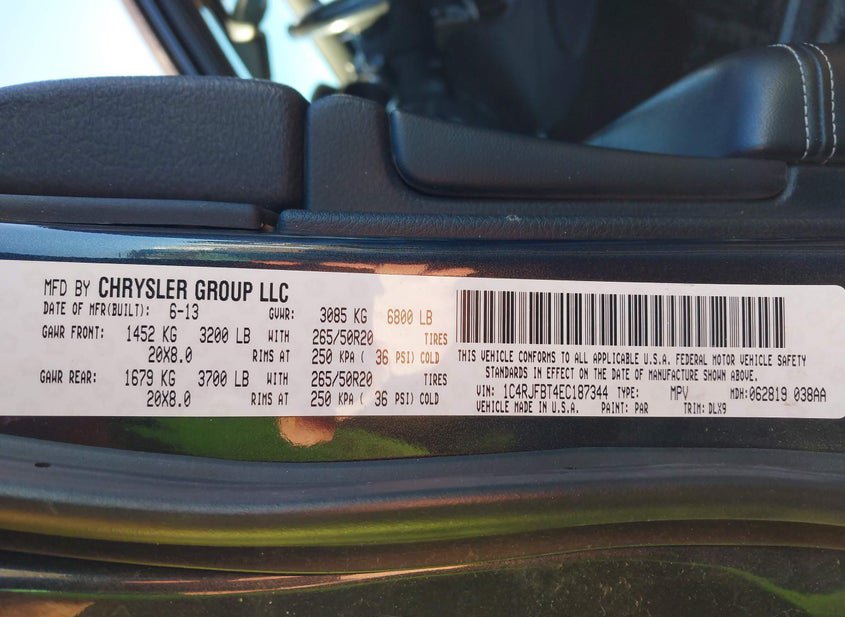 MFD BY CHRYSLER GROUP LLC
DATE OF MFR(BUILT): 6-13 GVWR: 3085 KG 6800 LB
GAWR FRONT: 1452 KG 3200 LB WITH 265/50R20 TIRES
20X8.0 RIMS AT 250 KPA ( 36 PSI) COLD
GAWR REAR: 1679 KG 3700 LB WITH 265/50R20 TIRES
20X8.0 RIMS AT 250 KPA ( 36 PSI) COLD
THIS VEHICLE CONFORMS TO ALL APPLICABLE U.S.A. FEDERAL MOTOR VEHICLE SAFETY
STANDARDS IN EFFECT ON THE DATE OF MANUFACTURE SHOWN ABOVE.
VIN: 1C4RJFBT4EC187344 TYPE: MPV MDH:062819 038AA
VEHICLE MADE IN U.S.A. PAINT: PAR TRIM: DLX9